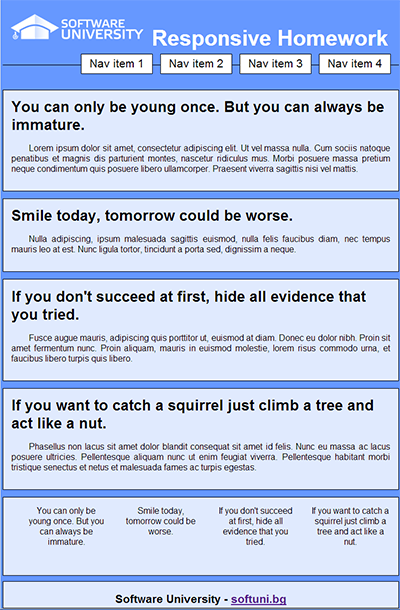 SOFTWARE
UNIVERSITY
Responsive Homework
Nav item 1 Nav item 2 Nav item 3 Nav item 4
You can only be young once. But you can always be
immature.
Lorem ipsum dolor sit amet, consectetur adipiscing elit. Ut vel massa nulla. Cum sociis natoque
penatibus et magnis dis parturient montes, nascetur ridiculus mus. Morbi posuere massa pretium
neque condimentum quis posuere libero ullamcorper. Praesent viverra sagittis nisi vel mattis.
Smile today, tomorrow could be worse.
Nulla adipiscing, ipsum malesuada sagittis euismod, nulla felis faucibus diam, nec tempus
mauris leo at est. Nunc ligula tortor, tincidunt a porta sed, dignissim a neque.
If you don't succeed at first, hide all evidence that
you tried.
Fusce augue mauris, adipiscing quis porttitor ut, euismod at diam. Donec eu dolor nibh. Proin sit
amet fermentum nunc. Proin aliquam, mauris in euismod molestie, lorem risus commodo urna, et
faucibus libero turpis quis libero.
If you want to catch a squirrel just climb a tree and
act like a nut.
Phasellus non lacus sit amet dolor blandit consequat sit amet id felis. Nunc eu massa ac lacus
posuere ultricies. Pellentesque aliquam nunc ut enim feugiat viverra. Pellentesque habitant morbi
tristique senectus et netus et malesuada fames ac turpis egestas.
You can only be
young once. But you
can always be
immature.
Smile today,
tomorrow could be
worse.
If you don't succeed
at first, hide all
evidence that you
tried.
If you want to catch a
squirrel just climb a
tree and act like a
nut.
Software University - softuni.bg